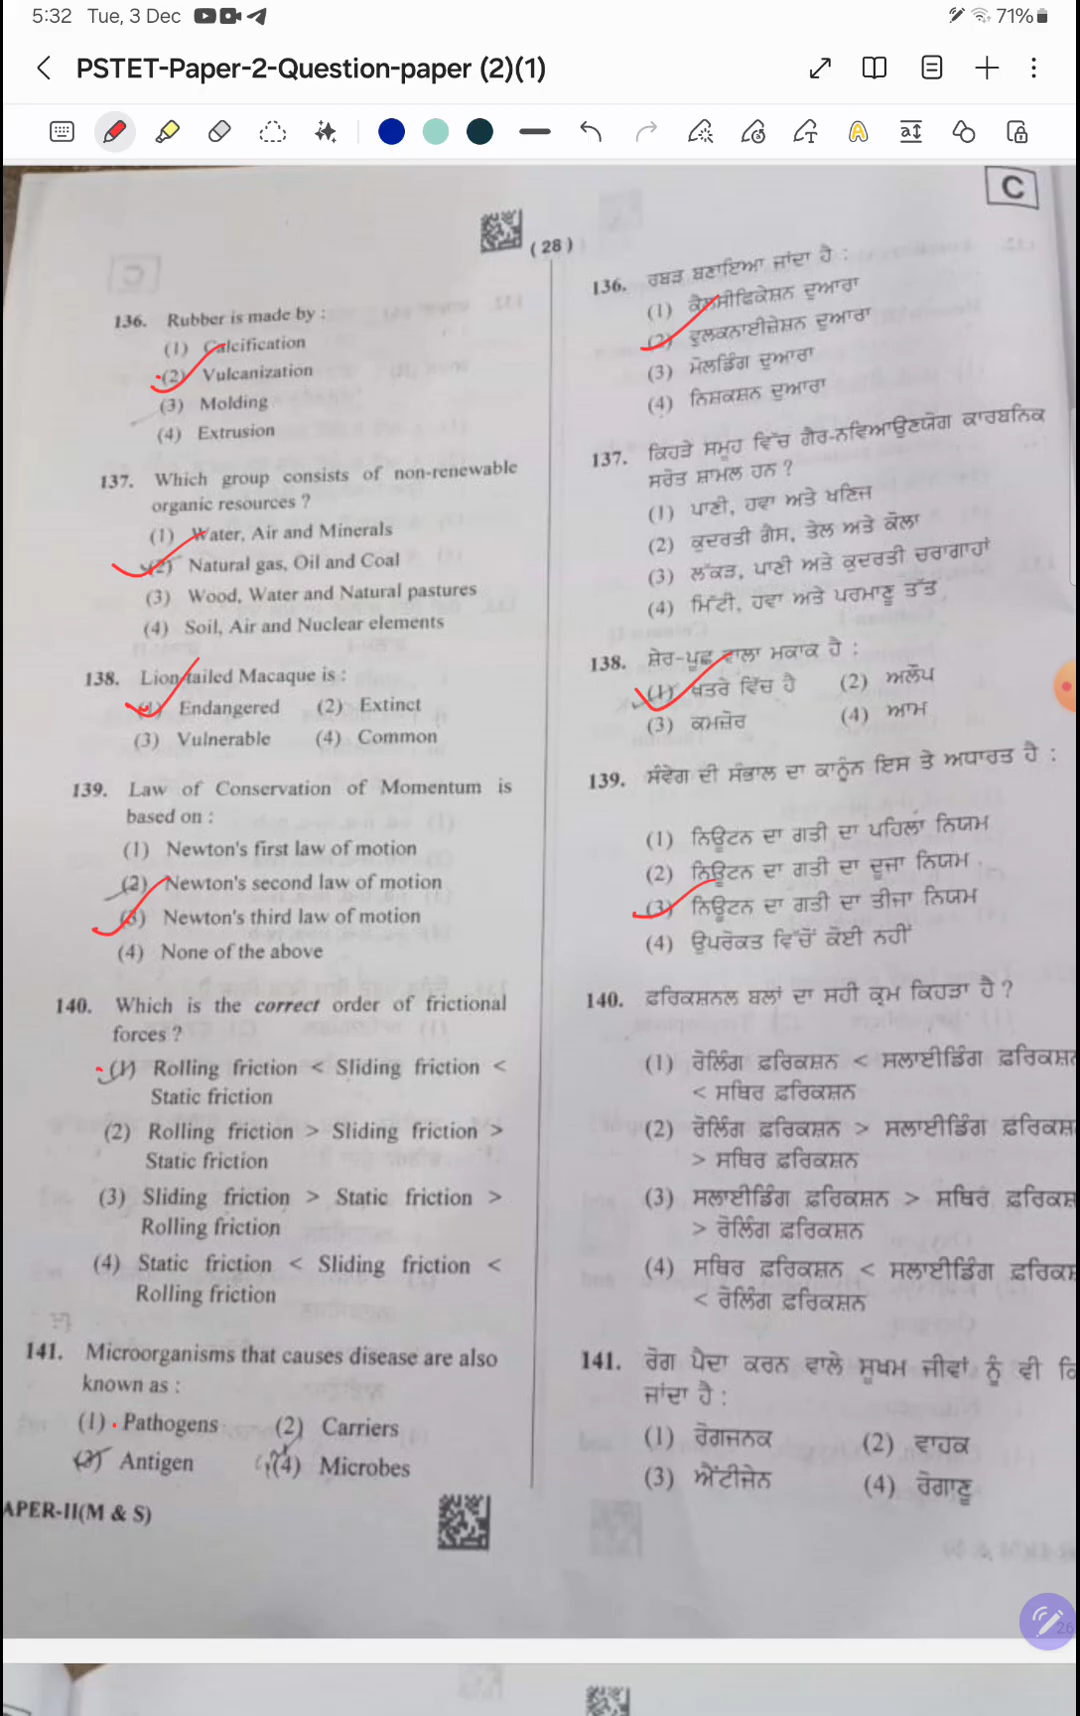 5:32 Tue, 3 Dec
71%
PSTET-Paper-2-Question-paper (2)(1)
C
( 28 )
136. Rubber is made by :
(1) Calcification
(2) Vulcanization
(3) Molding
(4) Extrusion
137. Which group consists of non-renewable
organic resources ?
(1) Water, Air and Minerals
(2) Natural gas, Oil and Coal
(3) Wood, Water and Natural pastures
(4) Soil, Air and Nuclear elements
138. Lion tailed Macaque is :
(1) Endangered (2) Extinct
(3) Vulnerable (4) Common
139. Law of Conservation of Momentum is
based on :
(1) Newton's first law of motion
(2) Newton's second law of motion
(3) Newton's third law of motion
(4) None of the above
140. Which is the correct order of frictional
forces ?
(1) Rolling friction < Sliding friction <
Static friction
(2) Rolling friction > Sliding friction >
Static friction
(3) Sliding friction > Static friction >
Rolling friction
(4) Static friction < Sliding friction <
Rolling friction
141. Microorganisms that causes disease are also
known as :
(1) Pathogens (2) Carriers
(3) Antigen (4) Microbes
APER-II(M & S)
136. ਰਬੜ ਬਣਾਇਆ ਜਾਂਦਾ ਹੈ :
(1) ਕੈਲਸੀਫਿਕੇਸ਼ਨ ਦੁਆਰਾ
(2) ਵੁਲਕਨਾਈਜ਼ੇਸ਼ਨ ਦੁਆਰਾ
(3) ਮੋਲਡਿੰਗ ਦੁਆਰਾ
(4) ਨਿਸ਼ਕਸ਼ਨ ਦੁਆਰਾ
137. ਕਿਹੜੇ ਸਮੂਹ ਵਿੱਚ ਗੈਰ-ਨਵਿਆਉਣਯੋਗ ਕਾਰਬਨਿਕ
ਸਰੋਤ ਸ਼ਾਮਲ ਹਨ ?
(1) ਪਾਣੀ, ਹਵਾ ਅਤੇ ਖਣਿਜ
(2) ਕੁਦਰਤੀ ਗੈਸ, ਤੇਲ ਅਤੇ ਕੋਲਾ
(3) ਲੱਕੜ, ਪਾਣੀ ਅਤੇ ਕੁਦਰਤੀ ਚਰਾਗਾਹਾਂ
(4) ਮਿੱਟੀ, ਹਵਾ ਅਤੇ ਪਰਮਾਣੂ ਤੱਤ
138. ਸ਼ੇਰ-ਪੂਛ ਵਾਲਾ ਮਕਾਕ ਹੈ :
(1) ਖ਼ਤਰੇ ਵਿੱਚ ਹੈ (2) ਅਲੋਪ
(3) ਕਮਜ਼ੋਰ (4) ਆਮ
139. ਸੰਵੇਗ ਦੀ ਸੰਭਾਲ ਦਾ ਕਾਨੂੰਨ ਇਸ ਤੇ ਅਧਾਰਤ ਹੈ :
(1) ਨਿਊਟਨ ਦਾ ਗਤੀ ਦਾ ਪਹਿਲਾ ਨਿਯਮ
(2) ਨਿਊਟਨ ਦਾ ਗਤੀ ਦਾ ਦੂਜਾ ਨਿਯਮ
(3) ਨਿਊਟਨ ਦਾ ਗਤੀ ਦਾ ਤੀਜਾ ਨਿਯਮ
(4) ਉਪਰੋਕਤ ਵਿੱਚੋਂ ਕੋਈ ਨਹੀਂ
140. ਫ਼ਰਿਕਸ਼ਨਲ ਬਲਾਂ ਦਾ ਸਹੀ ਕ੍ਰਮ ਕਿਹੜਾ ਹੈ ?
(1) ਰੋਲਿੰਗ ਫ਼ਰਿਕਸ਼ਨ < ਸਲਾਈਡਿੰਗ ਫ਼ਰਿਕਸ਼ਨ
< ਸਥਿਰ ਫ਼ਰਿਕਸ਼ਨ
(2) ਰੋਲਿੰਗ ਫ਼ਰਿਕਸ਼ਨ > ਸਲਾਈਡਿੰਗ ਫ਼ਰਿਕਸ਼
> ਸਥਿਰ ਫ਼ਰਿਕਸ਼ਨ
(3) ਸਲਾਈਡਿੰਗ ਫ਼ਰਿਕਸ਼ਨ > ਸਥਿਰ ਫ਼ਰਿਕਸ਼
> ਰੋਲਿੰਗ ਫ਼ਰਿਕਸ਼ਨ
(4) ਸਥਿਰ ਫ਼ਰਿਕਸ਼ਨ < ਸਲਾਈਡਿੰਗ ਫ਼ਰਿਕਸ਼
< ਰੋਲਿੰਗ ਫ਼ਰਿਕਸ਼ਨ
141. ਰੋਗ ਪੈਦਾ ਕਰਨ ਵਾਲੇ ਸੂਖਮ ਜੀਵਾਂ ਨੂੰ ਵੀ ਕਿ
ਜਾਂਦਾ ਹੈ :
(1) ਰੋਗਜਨਕ (2) ਵਾਹਕ
(3) ਐਂਟੀਜੇਨ (4) ਰੋਗਾਣੂ